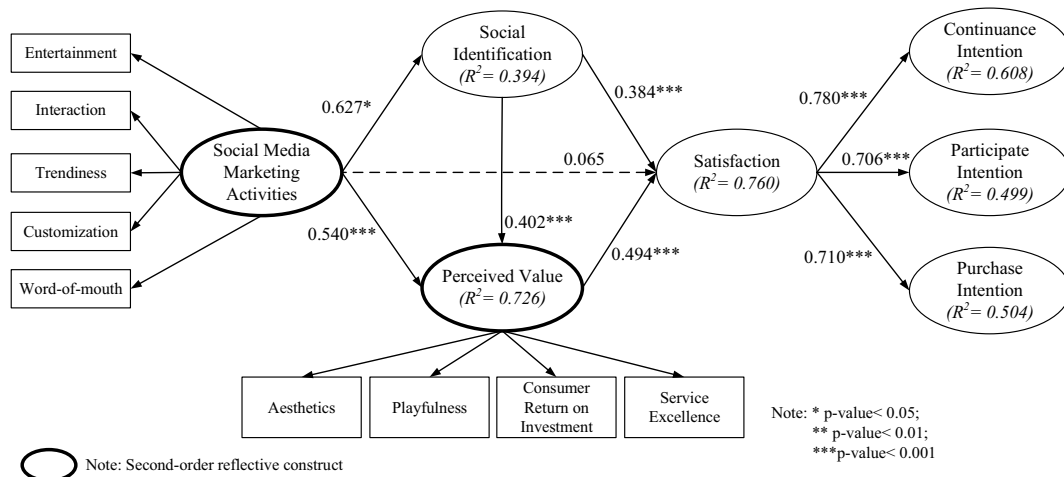 Entertainment
Interaction
Trendiness
Customization
Word-of-mouth
Social Media
Marketing
Activities
0.627*
0.540***
Social
Identification
(R²= 0.394)
0.065
0.402***
Perceived Value
(R²= 0.726)
0.384***
0.494***
Satisfaction
(R²= 0.760)
0.780***
0.706***
0.710***
Continuance
Intention
(R²= 0.608)
Participate
Intention
(R²= 0.499)
Purchase
Intention
(R²= 0.504)
Aesthetics
Playfulness
Consumer
Return on
Investment
Service
Excellence
Note: * p-value< 0.05;
** p-value< 0.01;
***p-value< 0.001
Note: Second-order reflective construct